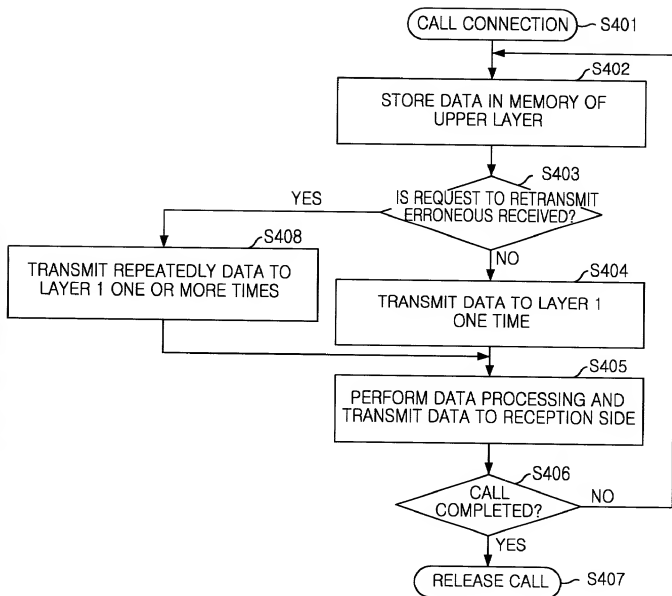 CALL CONNECTION
S401
S402
STORE DATA IN MEMORY OF
UPPER LAYER
S403
IS REQUEST TO RETRANSMIT
ERRONEOUS RECEIVED?
YES
NO
S408
TRANSMIT REPEATEDLY DATA TO
LAYER 1 ONE OR MORE TIMES
S404
TRANSMIT DATA TO LAYER 1
ONE TIME
S405
PERFORM DATA PROCESSING AND
TRANSMIT DATA TO RECEPTION SIDE
S406
CALL
COMPLETED?
NO
YES
RELEASE CALL
S407